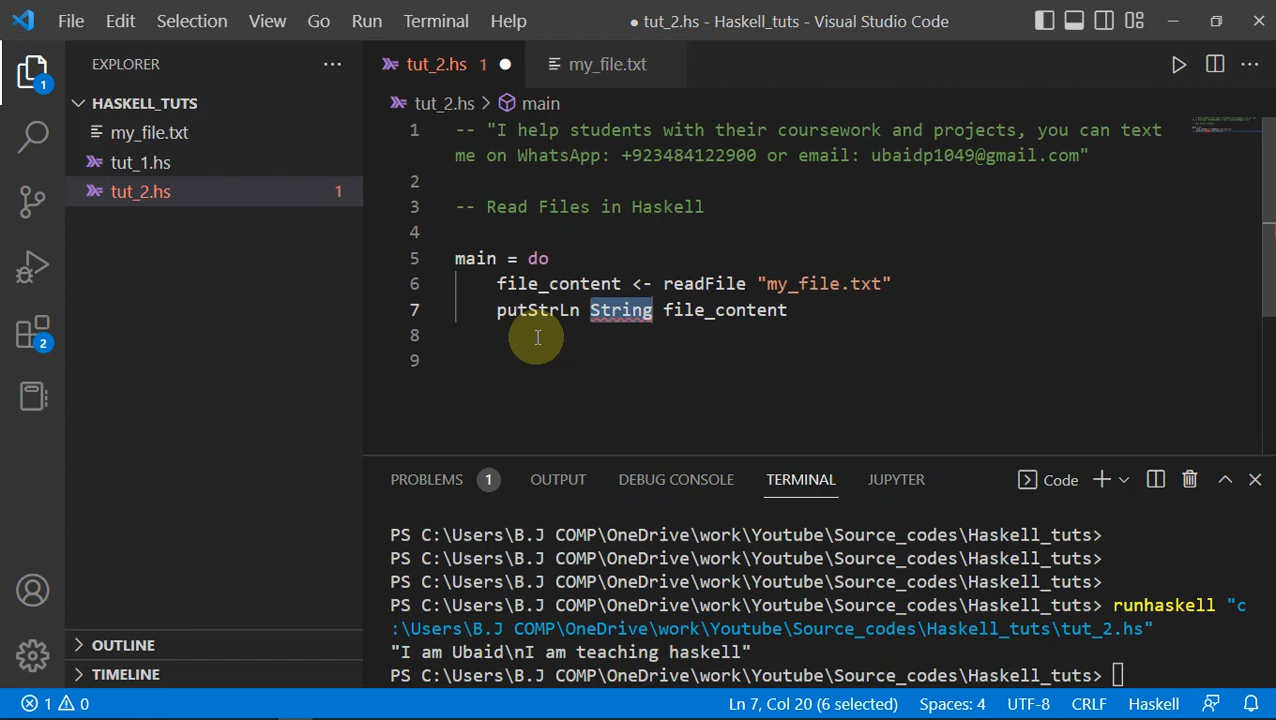 File Edit Selection View Go Run Terminal Help ● tut_2.hs - Haskell_tuts - Visual Studio Code
EXPLORER
HASKELL_TUTS
my_file.txt
tut_1.hs
tut_2.hs 1
OUTLINE
TIMELINE
1
2
tut_2.hs 1 my_file.txt
tut_2.hs > main
1 -- "I help students with their coursework and projects, you can text
me on WhatsApp: +923484122900 or email: ubaidp1049@gmail.com"
2
3 -- Read Files in Haskell
4
5 main = do
6 file_content <- readFile "my_file.txt"
7 putStrLn String file_content
8
9
PROBLEMS 1 OUTPUT DEBUG CONSOLE TERMINAL JUPYTER Code
PS C:\Users\B.J COMP\OneDrive\work\Youtube\Source_codes\Haskell_tuts>
PS C:\Users\B.J COMP\OneDrive\work\Youtube\Source_codes\Haskell_tuts>
PS C:\Users\B.J COMP\OneDrive\work\Youtube\Source_codes\Haskell_tuts>
PS C:\Users\B.J COMP\OneDrive\work\Youtube\Source_codes\Haskell_tuts> runhaskell "c
:\Users\B.J COMP\OneDrive\work\Youtube\Source_codes\Haskell_tuts\tut_2.hs"
"I am Ubaid\nI am teaching haskell"
PS C:\Users\B.J COMP\OneDrive\work\Youtube\Source_codes\Haskell_tuts>
1 0 Ln 7, Col 20 (6 selected) Spaces: 4 UTF-8 CRLF Haskell